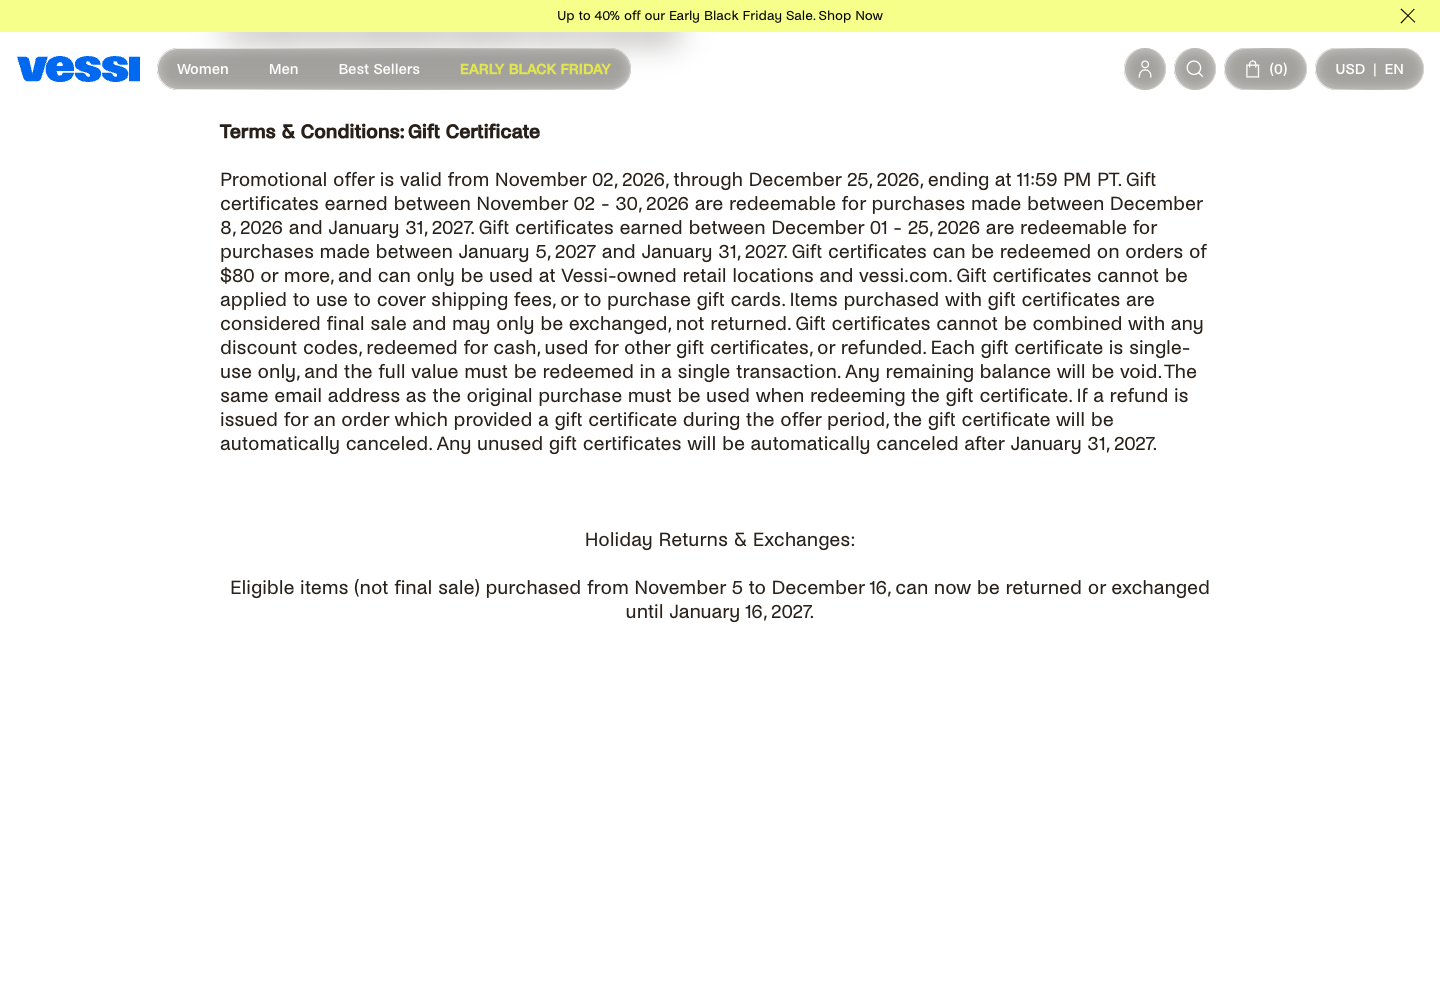 Up to 40% off our Early Black Friday Sale. Shop Now
vessi
Women
Men
Best Sellers
EARLY BLACK FRIDAY
(0)
USD | EN
Terms & Conditions: Gift Certificate
Promotional offer is valid from November 02, 2026, through December 25, 2026, ending at 11:59 PM PT. Gift
certificates earned between November 02 - 30, 2026 are redeemable for purchases made between December
8, 2026 and January 31, 2027. Gift certificates earned between December 01 - 25, 2026 are redeemable for
purchases made between January 5, 2027 and January 31, 2027. Gift certificates can be redeemed on orders of
$80 or more, and can only be used at Vessi-owned retail locations and vessi.com. Gift certificates cannot be
applied to use to cover shipping fees, or to purchase gift cards. Items purchased with gift certificates are
considered final sale and may only be exchanged, not returned. Gift certificates cannot be combined with any
discount codes, redeemed for cash, used for other gift certificates, or refunded. Each gift certificate is single-
use only, and the full value must be redeemed in a single transaction. Any remaining balance will be void. The
same email address as the original purchase must be used when redeeming the gift certificate. If a refund is
issued for an order which provided a gift certificate during the offer period, the gift certificate will be
automatically canceled. Any unused gift certificates will be automatically canceled after January 31, 2027.
Holiday Returns & Exchanges:
Eligible items (not final sale) purchased from November 5 to December 16, can now be returned or exchanged
until January 16, 2027.